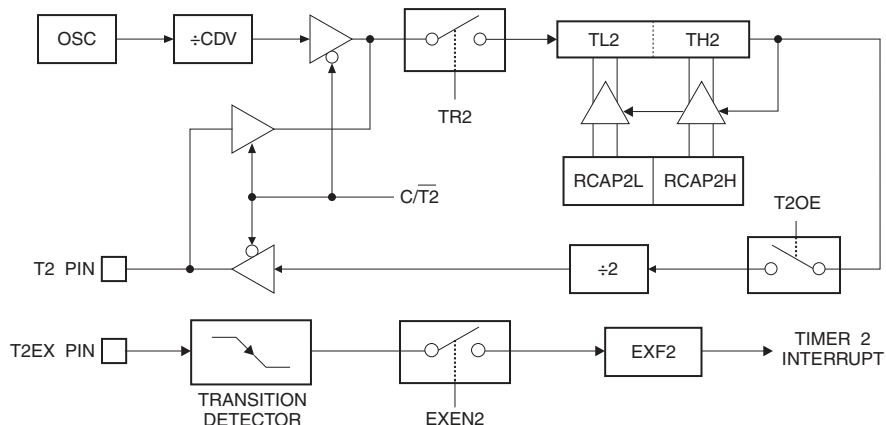 OSC
÷CDV
TL2
TH2
TR2
RCAP2L
RCAP2H
C/T2
T2OE
T2 PIN
÷2
T2EX PIN
EXF2
TIMER 2
INTERRUPT
TRANSITION
DETECTOR
EXEN2